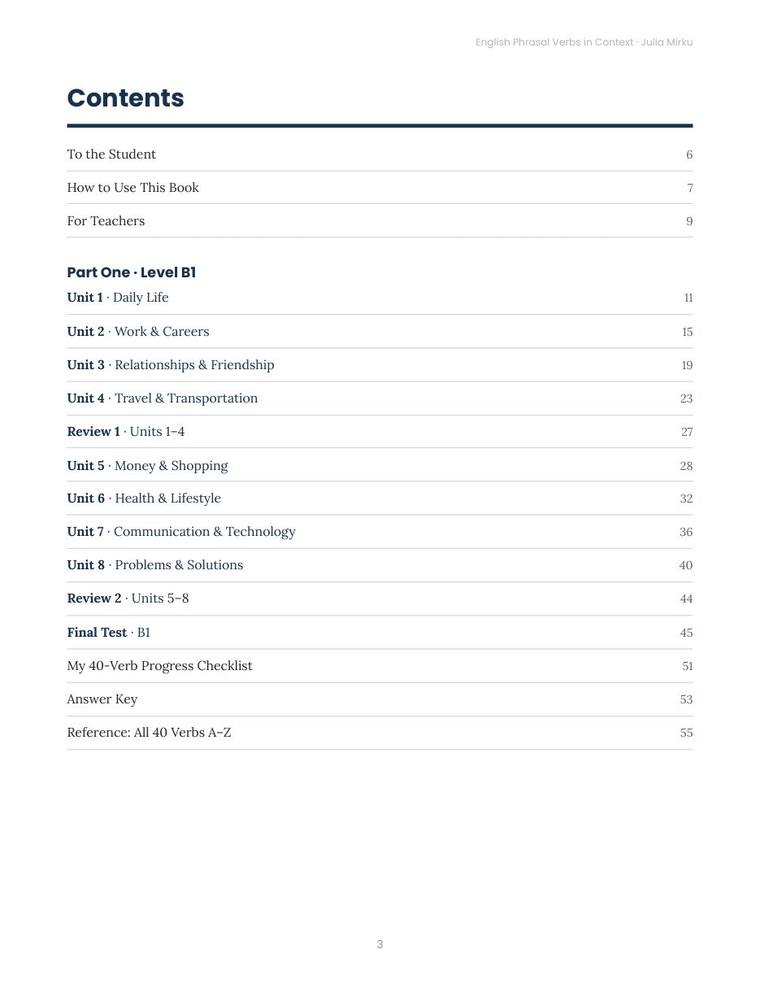 English Phrasal Verbs in Context · Julia Mirku
Contents
To the Student 6
How to Use This Book 7
For Teachers 9
Part One · Level B1
Unit 1 · Daily Life 11
Unit 2 · Work & Careers 15
Unit 3 · Relationships & Friendship 19
Unit 4 · Travel & Transportation 23
Review 1 · Units 1–4 27
Unit 5 · Money & Shopping 28
Unit 6 · Health & Lifestyle 32
Unit 7 · Communication & Technology 36
Unit 8 · Problems & Solutions 40
Review 2 · Units 5–8 44
Final Test · B1 45
My 40-Verb Progress Checklist 51
Answer Key 53
Reference: All 40 Verbs A–Z 55
3